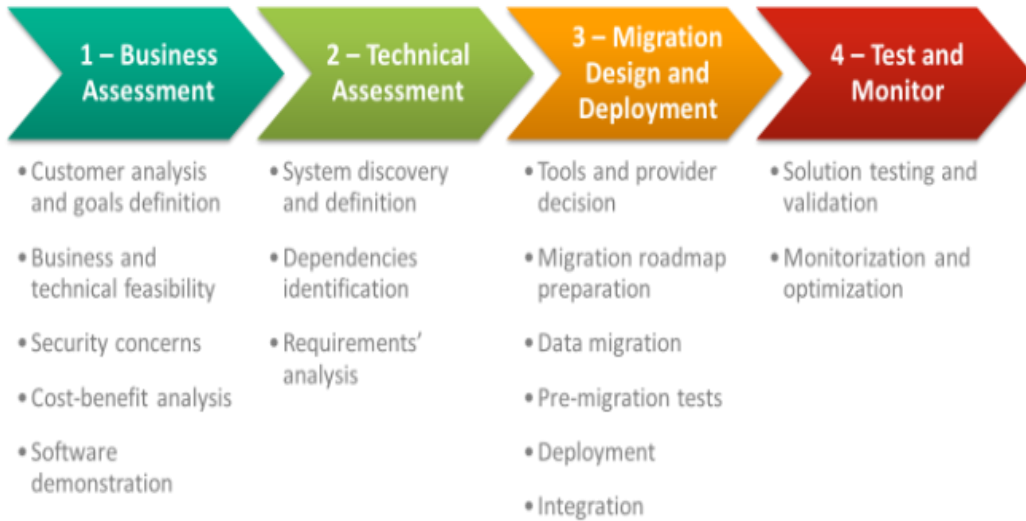 1 – Business
Assessment
• Customer analysis
and goals definition
• Business and
technical feasibility
• Security concerns
• Cost-benefit analysis
• Software
demonstration
2 – Technical
Assessment
• System discovery
and definition
• Dependencies
identification
• Requirements’
analysis
3 – Migration
Design and
Deployment
• Tools and provider
decision
• Migration roadmap
preparation
• Data migration
• Pre-migration tests
• Deployment
• Integration
4 – Test and
Monitor
• Solution testing and
validation
• Monitorization and
optimization